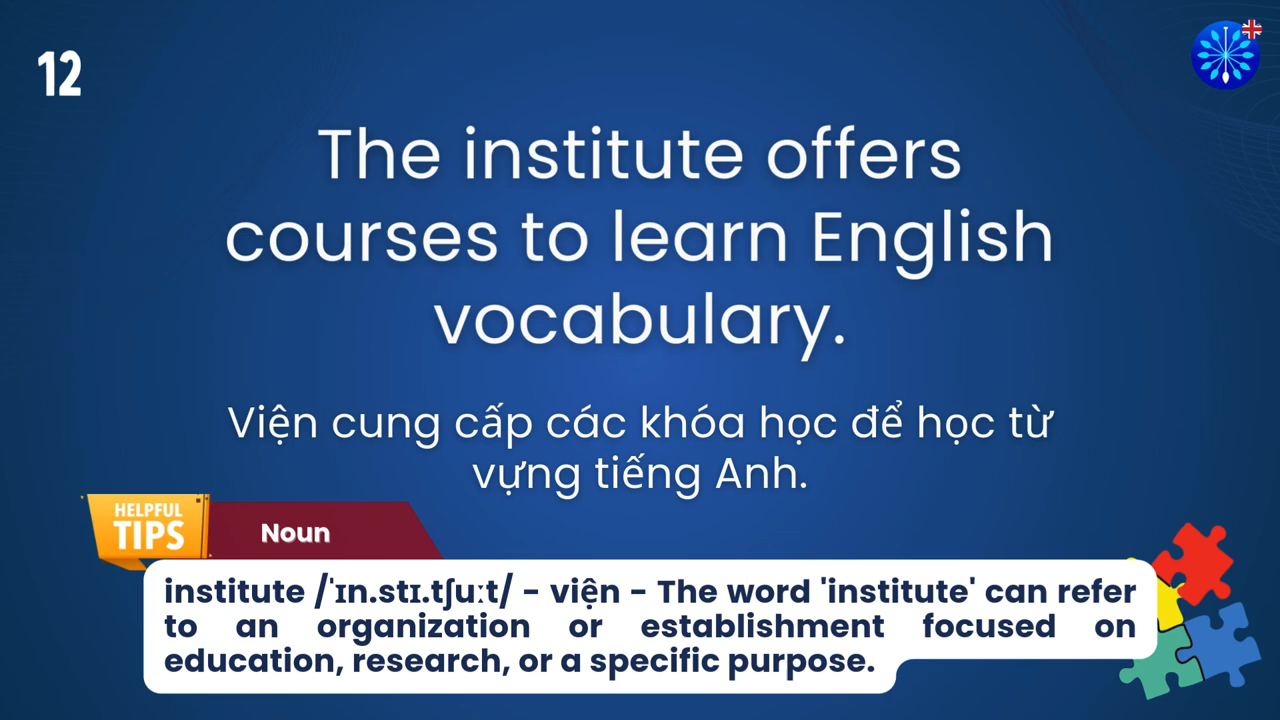 12
The institute offers
courses to learn English
vocabulary.
Viện cung cấp các khóa học để học từ
vựng tiếng Anh.
HELPFUL
TIPS
Noun
institute /ˈɪn.stɪ.tʃuːt/ - viện - The word 'institute' can refer
to an organization or establishment focused on
education, research, or a specific purpose.